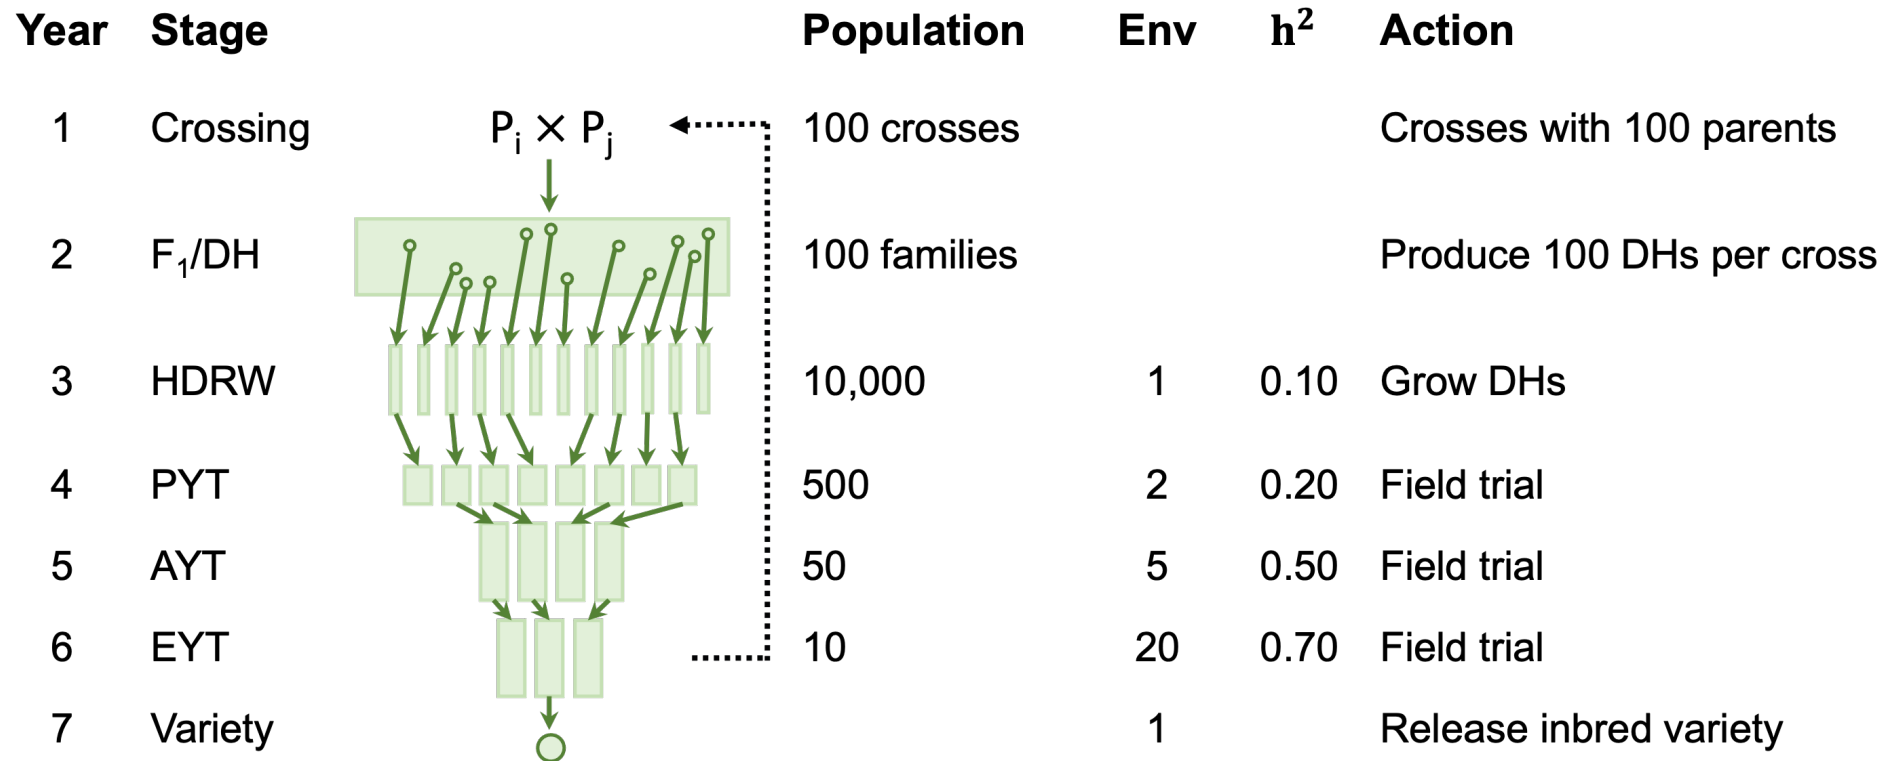 Year Stage Population Env h² Action
1 Crossing Pᵢ × Pⱼ 100 crosses Crosses with 100 parents
2 F₁/DH 100 families Produce 100 DHs per cross
3 HDRW 10,000 1 0.10 Grow DHs
4 PYT 500 2 0.20 Field trial
5 AYT 50 5 0.50 Field trial
6 EYT 10 20 0.70 Field trial
7 Variety 1 Release inbred variety